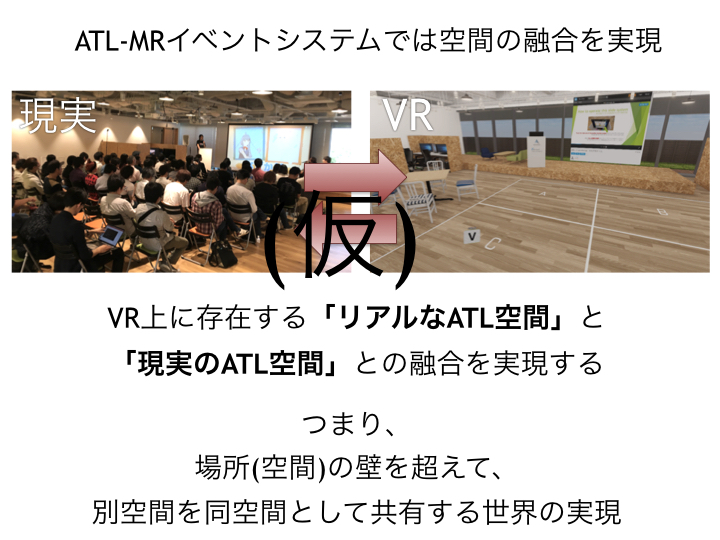 ATL-MRイベントシステムでは空間の融合を実現
現実
VR
(仮)
V
VR上に存在する「リアルなATL空間」と
「現実のATL空間」との融合を実現する
つまり、
場所(空間)の壁を超えて、
別空間を同空間として共有する世界の実現